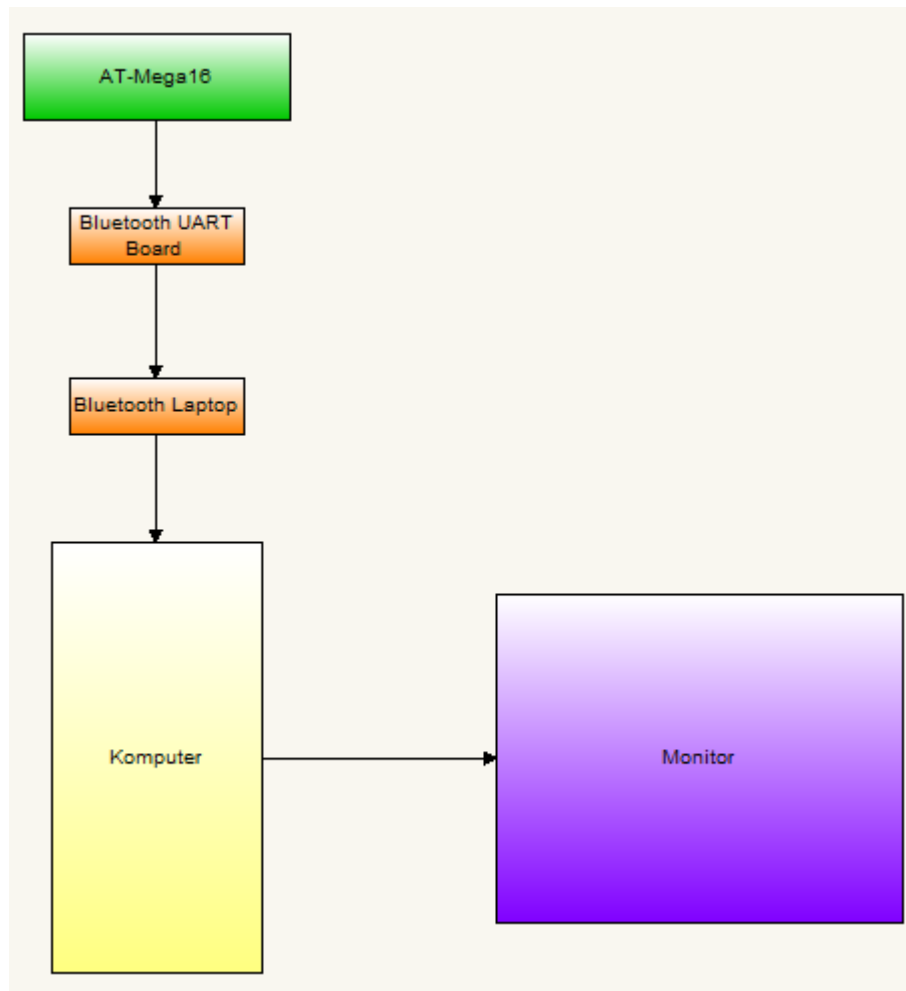 AT-Mega16
Bluetooth UART
Board
Bluetooth Laptop
Komputer
Monitor